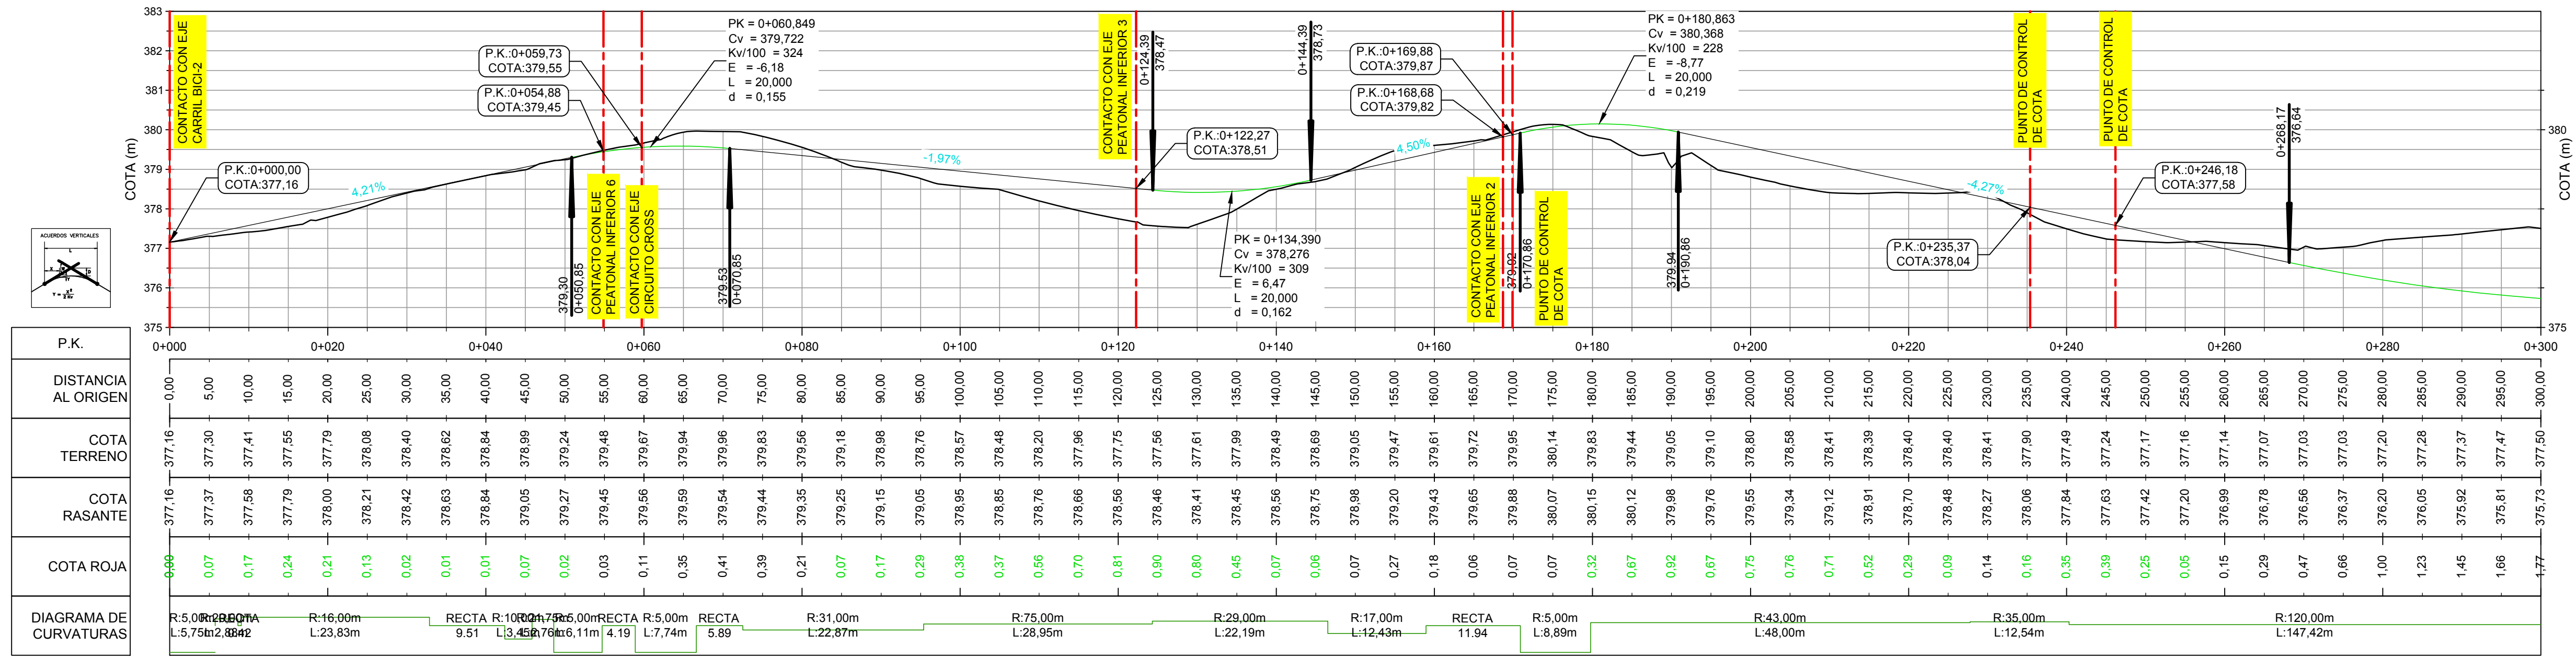 383
382
381
380
379
378
377
376
375
COTA (m)
CONTACTO CON EJE
CARRIL BICI-2
P.K.:0+000,00
COTA:377,16
4,21%
P.K.:0+059,73
COTA:379,55
P.K.:0+054,88
COTA:379,45
379,30
0+050,85
CONTACTO CON EJE
PEATONAL INFERIOR 6
CONTACTO CON EJE
CIRCUITO CROSS
PK = 0+060,849
Cv = 379,722
Kv/100 = 324
E = -6,18
L = 20,000
d = 0,155
379.53
0+070,85
-1,97%
CONTACTO CON EJE
PEATONAL INFERIOR 3
0+124,39
378,47
P.K.:0+122,27
COTA:378,51
PK = 0+134,390
Cv = 378,276
Kv/100 = 309
E = 6,47
L = 20,000
d = 0,162
0+144,39
378,73
P.K.:0+169,88
COTA:379,87
P.K.:0+168,68
COTA:379,82
4,50%
CONTACTO CON EJE
PEATONAL INFERIOR 2
0+170,86
PUNTO DE CONTROL
DE COTA
PK = 0+180,863
Cv = 380,368
Kv/100 = 228
E = -8,77
L = 20,000
d = 0,219
379.94
0+190,86
-4,27%
P.K.:0+235,37
COTA:378,04
PUNTO DE CONTROL
DE COTA
PUNTO DE CONTROL
DE COTA
P.K.:0+246,18
COTA:377,58
0+268,17
376,64
380
375
COTA (m)
ACUERDOS VERTICALES
P.K.
0+000 0+020 0+040 0+060 0+080 0+100 0+120 0+140 0+160 0+180 0+200 0+220 0+240 0+260 0+280 0+300
DISTANCIA
AL ORIGEN
0,00 5,00 10,00 15,00 20,00 25,00 30,00 35,00 40,00 45,00 50,00 55,00 60,00 65,00 70,00 75,00 80,00 85,00 90,00 95,00 100,00 105,00 110,00 115,00 120,00 125,00 130,00 135,00 140,00 145,00 150,00 155,00 160,00 165,00 170,00 175,00 180,00 185,00 190,00 195,00 200,00 205,00 210,00 215,00 220,00 225,00 230,00 235,00 240,00 245,00 250,00 255,00 260,00 265,00 270,00 275,00 280,00 285,00 290,00 295,00 300,00
COTA
TERRENO
377,16 377,30 377,41 377,55 377,79 378,08 378,40 378,62 378,84 378,99 379,24 379,48 379,67 379,94 379,96 379,83 379,56 379,18 378,98 378,76 378,57 378,48 378,20 377,96 377,75 377,56 377,61 377,99 378,49 378,69 379,05 379,47 379,61 379,72 379,95 380,14 379,83 379,44 379,05 379,10 378,80 378,58 378,41 378,39 378,40 378,40 378,41 377,90 377,49 377,24 377,17 377,16 377,14 377,07 377,03 377,03 377,20 377,28 377,37 377,47 377,50
COTA
RASANTE
377,16 377,37 377,58 377,79 378,00 378,21 378,42 378,63 378,84 379,05 379,27 379,45 379,56 379,59 379,54 379,44 379,35 379,25 379,15 379,05 378,95 378,85 378,76 378,66 378,56 378,46 378,41 378,45 378,56 378,75 378,98 379,20 379,43 379,65 379,88 380,07 380,15 380,12 379,98 379,76 379,55 379,34 379,12 378,91 378,70 378,48 378,27 378,06 377,84 377,63 377,42 377,20 376,99 376,78 376,56 376,37 376,20 376,05 375,92 375,81 375,73
COTA ROJA
0,00 0,07 0,17 0,24 0,21 0,13 0,02 0,01 0,01 0,07 0,02 0,03 0,11 0,35 0,41 0,39 0,21 0,07 0,17 0,29 0,38 0,37 0,56 0,70 0,81 0,90 0,80 0,45 0,07 0,06 0,07 0,27 0,18 0,06 0,07 0,07 0,32 0,67 0,92 0,67 0,75 0,76 0,71 0,52 0,29 0,09 0,14 0,16 0,35 0,39 0,25 0,05 0,15 0,29 0,47 0,66 1,00 1,23 1,45 1,66 1,77
DIAGRAMA DE
CURVATURAS
RECTA R:16,00m RECTA R:5,00m RECTA R:5,00m RECTA R:31,00m R:75,00m R:29,00m R:17,00m RECTA R:5,00m R:43,00m R:35,00m R:120,00m
L:23,83m 9.51 L:6,11m 4.19 L:7,74m 5.89 L:22,87m L:28,95m L:22,19m L:12,43m 11.94 L:8,89m L:48,00m L:12,54m L:147,42m